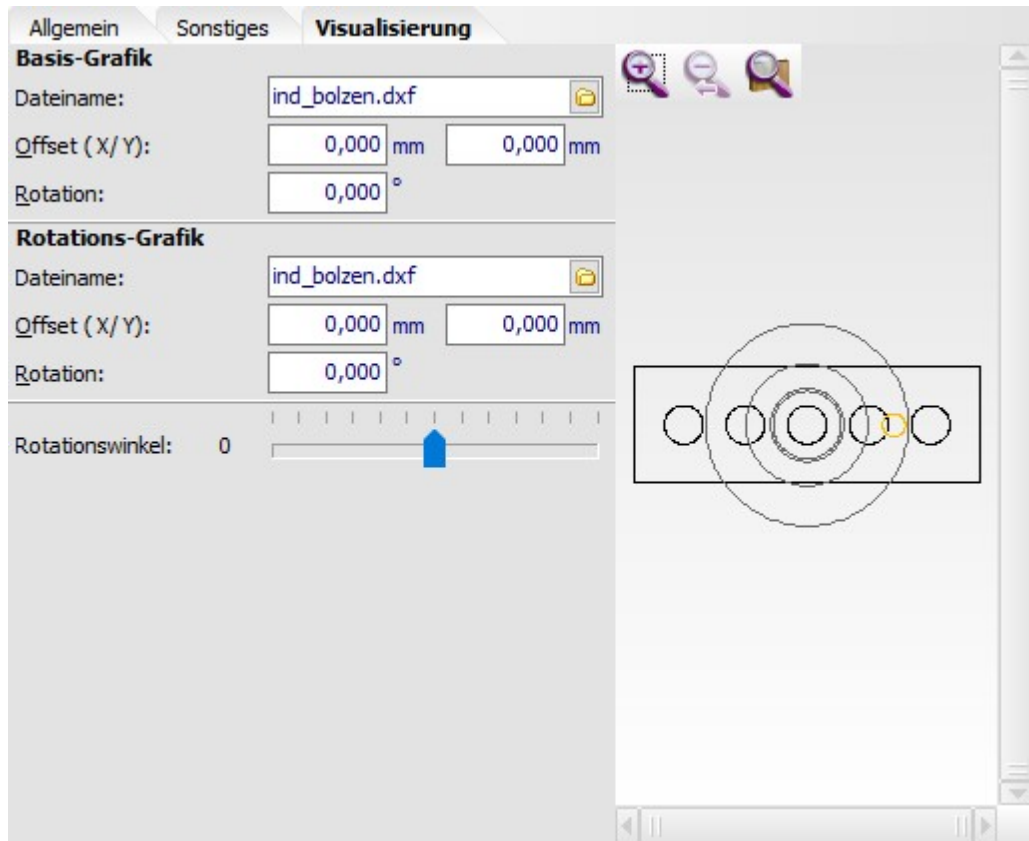 Allgemein Sonstiges Visualisierung
Basis-Grafik
Dateiname: ind_bolzen.dxf
Offset ( X/ Y): 0,000 mm 0,000 mm
Rotation: 0,000 °
Rotations-Grafik
Dateiname: ind_bolzen.dxf
Offset ( X/ Y): 0,000 mm 0,000 mm
Rotation: 0,000 °
Rotationswinkel: 0